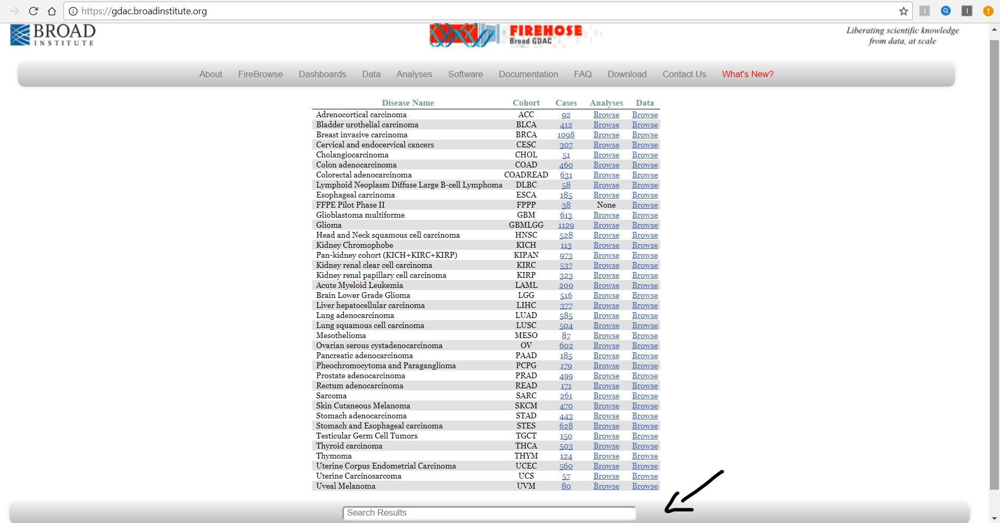 https://gdac.broadinstitute.org
BROAD
INSTITUTE
FIREHOSE
Broad GDAC
Liberating scientific knowledge
from data, at scale
About FireBrowse Dashboards Data Analyses Software Documentation FAQ Download Contact Us What's New?
Disease Name Cohort Cases Analyses Data
Adrenocortical carcinoma ACC 92 Browse Browse
Bladder urothelial carcinoma BLCA 412 Browse Browse
Breast invasive carcinoma BRCA 1098 Browse Browse
Cervical and endocervical cancers CESC 307 Browse Browse
Cholangiocarcinoma CHOL 51 Browse Browse
Colon adenocarcinoma COAD 460 Browse Browse
Colorectal adenocarcinoma COADREAD 631 Browse Browse
Lymphoid Neoplasm Diffuse Large B-cell Lymphoma DLBC 58 Browse Browse
Esophageal carcinoma ESCA 185 Browse Browse
FFPE Pilot Phase II FPPP 38 None Browse
Glioblastoma multiforme GBM 613 Browse Browse
Glioma GBMLGG 1129 Browse Browse
Head and Neck squamous cell carcinoma HNSC 528 Browse Browse
Kidney Chromophobe KICH 113 Browse Browse
Pan-kidney cohort (KICH+KIRC+KIRP) KIPAN 973 Browse Browse
Kidney renal clear cell carcinoma KIRC 537 Browse Browse
Kidney renal papillary cell carcinoma KIRP 323 Browse Browse
Acute Myeloid Leukemia LAML 200 Browse Browse
Brain Lower Grade Glioma LGG 516 Browse Browse
Liver hepatocellular carcinoma LIHC 377 Browse Browse
Lung adenocarcinoma LUAD 585 Browse Browse
Lung squamous cell carcinoma LUSC 504 Browse Browse
Mesothelioma MESO 87 Browse Browse
Ovarian serous cystadenocarcinoma OV 602 Browse Browse
Pancreatic adenocarcinoma PAAD 185 Browse Browse
Pheochromocytoma and Paraganglioma PCPG 179 Browse Browse
Prostate adenocarcinoma PRAD 499 Browse Browse
Rectum adenocarcinoma READ 171 Browse Browse
Sarcoma SARC 261 Browse Browse
Skin Cutaneous Melanoma SKCM 470 Browse Browse
Stomach adenocarcinoma STAD 443 Browse Browse
Stomach and Esophageal carcinoma STES 628 Browse Browse
Testicular Germ Cell Tumors TGCT 150 Browse Browse
Thyroid carcinoma THCA 503 Browse Browse
Thymoma THYM 124 Browse Browse
Uterine Corpus Endometrial Carcinoma UCEC 560 Browse Browse
Uterine Carcinosarcoma UCS 57 Browse Browse
Uveal Melanoma UVM 80 Browse Browse
Search Results